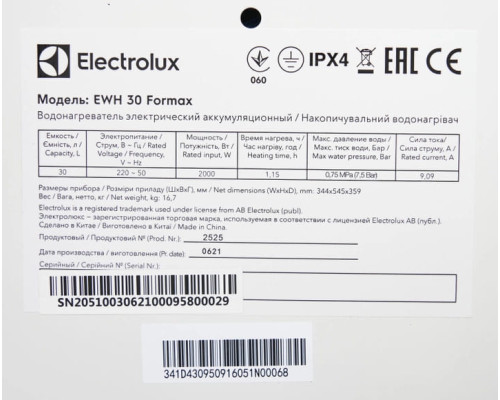 Electrolux
060
IPX4
EAC
CE
Модель: EWH 30 Formax
Водонагреватель электрический аккумуляционный / Накопичувальний водонагрівач
Емкость / Ємність, л / Capacity, L
Електропитание / Струм, В – Гц / Rated Voltage / Frequency, V – Hz
Мощность / Потужність, Вт / Rated input, W
Время нагрева, ч / Час нагріву, год / Heating time, h
Макс. давление воды / Макс. тиск води, Бар / Max water pressure, Bar
Сила тока/ Сила струму, А / Rated current, A
30
220 – 50
2000
1,15
0,75 MPa (7,5 Bar)
9,09
Размеры прибора / Розміри приладу (ШхВхГ), мм / Net dimensions (WxHxD), mm: 344x545x359
Вес / Вага, нетто, кг / Net weight, kg: 16,7
Electrolux is a registered trademark used under license from AB Electrolux (publ).
Электролюкс – зарегистрированная торговая марка, используемая в соответствии с лицензией Electrolux AB (публ.).
Сделано в Китае / Виготовлено в Китаї / Made in China.
Продуктовый / Продуктовий № (Prod. Nr.): 2525
Дата производства / виготовлення (Pr. date): 0621
Серийный / Серійний № (Serial Nr.):
SN2051003062100095800029
341D430950916051N00068